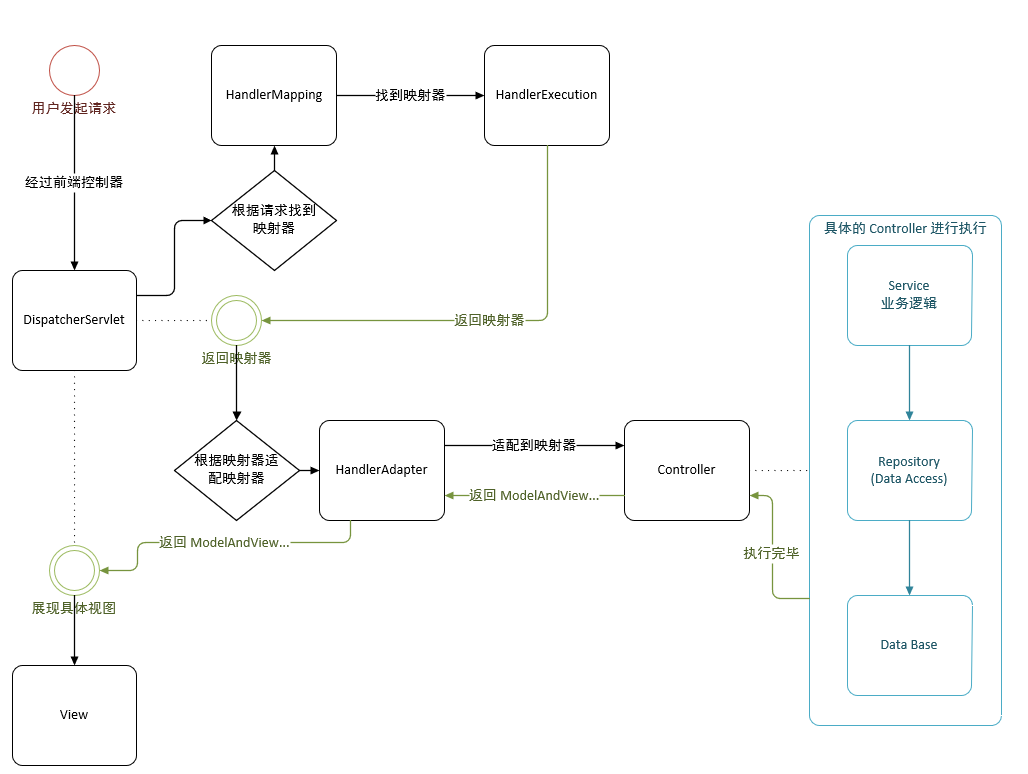 用户发起请求
经过前端控制器
DispatcherServlet
HandlerMapping
找到映射器
HandlerExecution
根据请求找到
映射器
返回映射器
返回映射器
根据映射器适
配映射器
HandlerAdapter
适配到映射器
Controller
返回 ModelAndView...
返回 ModelAndView...
展现具体视图
View
执行完毕
具体的 Controller 进行执行
Service
业务逻辑
Repository
(Data Access)
Data Base